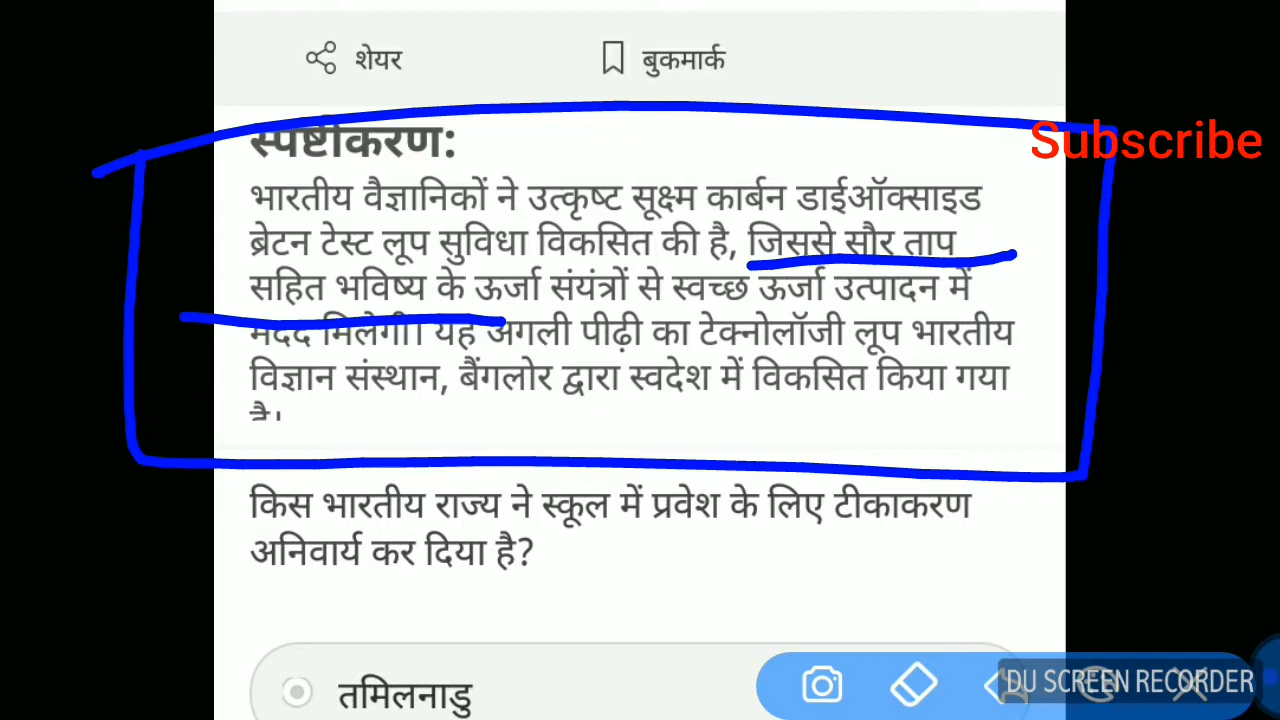 शेयर
बुकमार्क
Subscribe
स्पष्टीकरण:
भारतीय वैज्ञानिकों ने उत्कृष्ट सूक्ष्म कार्बन डाईऑक्साइड
ब्रेटन टेस्ट लूप सुविधा विकसित की है, जिससे सौर ताप
सहित भविष्य के ऊर्जा संयंत्रों से स्वच्छ ऊर्जा उत्पादन में
मदद मिलेगी। यह अगली पीढ़ी का टेक्नोलॉजी लूप भारतीय
विज्ञान संस्थान, बैंगलोर द्वारा स्वदेश में विकसित किया गया
है।
किस भारतीय राज्य ने स्कूल में प्रवेश के लिए टीकाकरण
अनिवार्य कर दिया है?
तमिलनाडु
DU SCREEN RECORDER